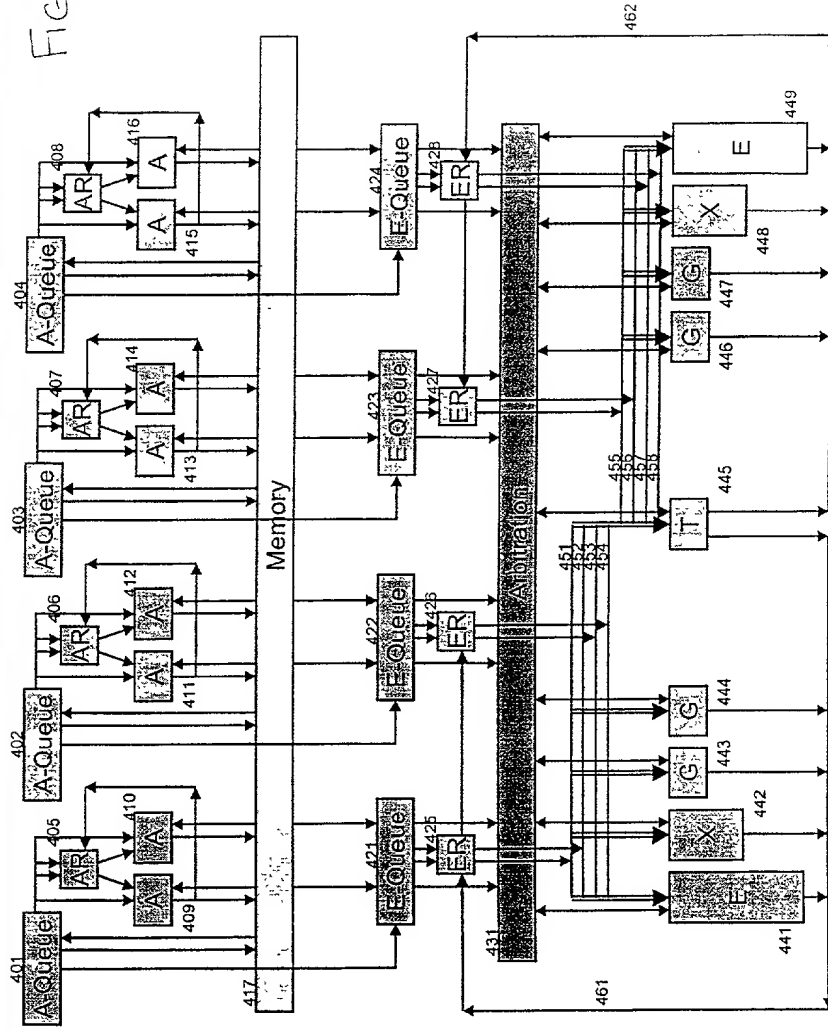 FIG
401
A-Queue
405
AR
410
A
A
409
402
A-Queue
406
AR
412
A
A
411
403
A-Queue
407
AR
414
A
A
413
404
A-Queue
408
AR
416
A
A
415
417
Memory
421
E-Queue
425
ER
422
E-Queue
426
ER
423
E-Queue
427
ER
424
E-Queue
428
ER
462
431
Arbitration
451
452
453
454
455
456
457
458
E
441
X
442
G
443
G
444
T
445
G
446
G
447
X
448
E
449
461